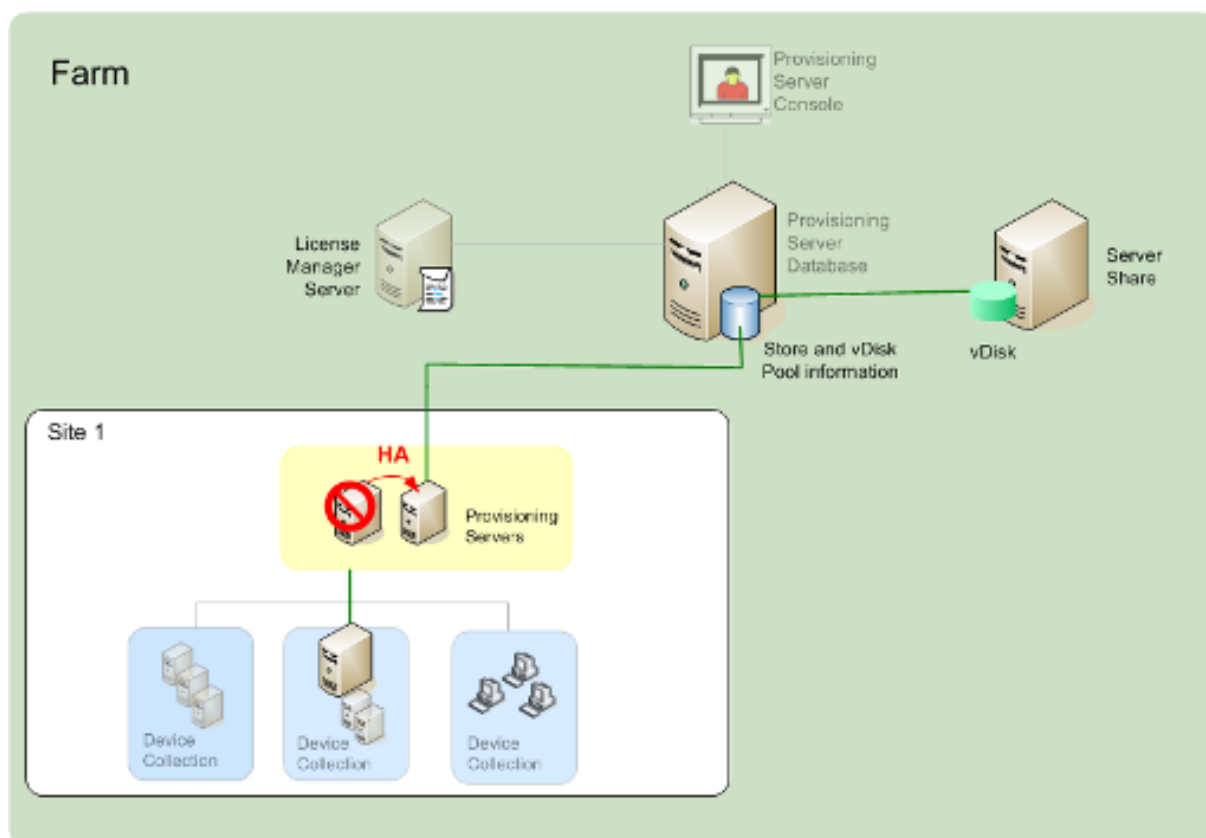 Farm
Provisioning
Server
Console
License
Manager
Server
Provisioning
Server
Database
Server
Share
Store and vDisk
Pool information
vDisk
Site 1
HA
Provisioning
Servers
Device
Collection
Device
Collection
Device
Collection